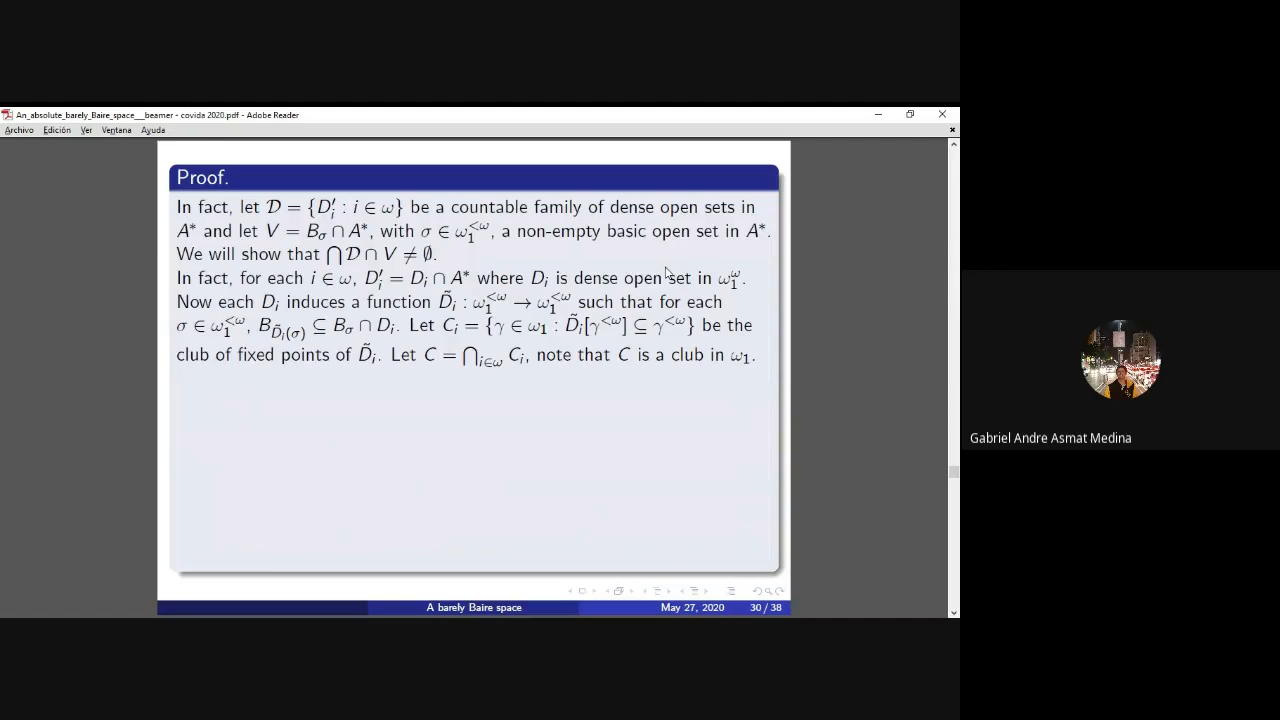 An_absolute_barely_Baire_space__beamer - covida 2020.pdf - Adobe Reader
Archivo Edición Ver Ventana Ayuda
Proof.
In fact, let 𝒟 = {D′ᵢ : i ∈ ω} be a countable family of dense open sets in
A* and let V = B_σ ∩ A*, with σ ∈ ω₁^{<ω}, a non-empty basic open set in A*.
We will show that ⋂ 𝒟 ∩ V ≠ ∅.
In fact, for each i ∈ ω, D′ᵢ = Dᵢ ∩ A* where Dᵢ is dense open set in ω₁^ω.
Now each Dᵢ induces a function D̃ᵢ : ω₁^{<ω} → ω₁^{<ω} such that for each
σ ∈ ω₁^{<ω}, B_{D̃ᵢ(σ)} ⊆ B_σ ∩ Dᵢ. Let Cᵢ = {γ ∈ ω₁ : D̃ᵢ[γ^{<ω}] ⊆ γ^{<ω}} be the
club of fixed points of D̃ᵢ. Let C = ⋂_{i∈ω} Cᵢ, note that C is a club in ω₁.
Gabriel Andre Asmat Medina
A barely Baire space May 27, 2020 30 / 38